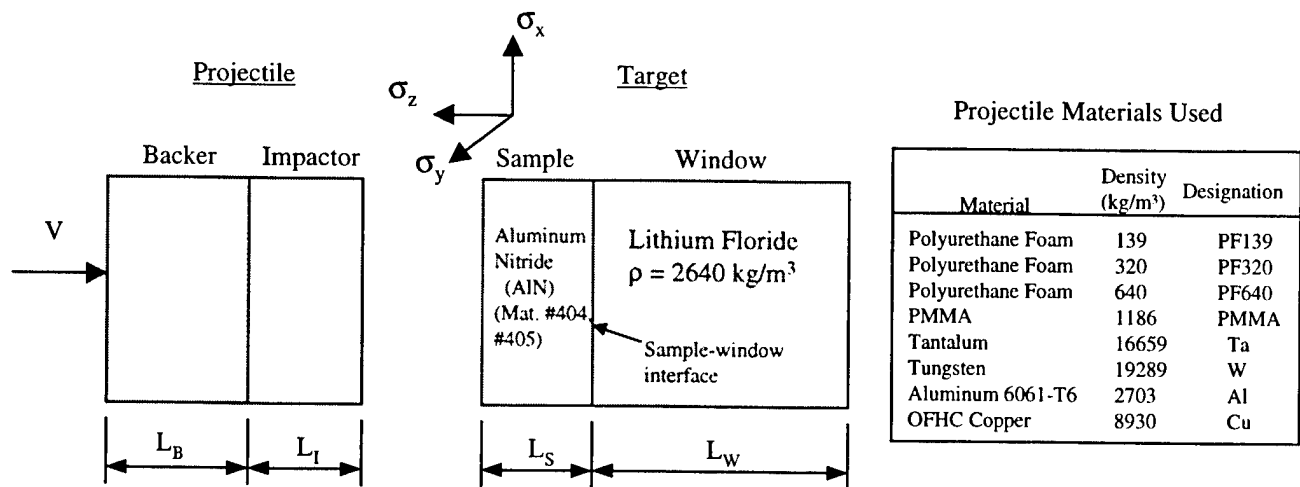 Projectile
Target
σx
σz
σy
Backer
Impactor
Sample
Window
V
Aluminum
Nitride
(AlN)
(Mat. #404,
#405)
Lithium Floride
ρ = 2640 kg/m³
Sample-window
interface
LB
LI
LS
LW
Projectile Materials Used
Material Density (kg/m³) Designation
Polyurethane Foam 139 PF139
Polyurethane Foam 320 PF320
Polyurethane Foam 640 PF640
PMMA 1186 PMMA
Tantalum 16659 Ta
Tungsten 19289 W
Aluminum 6061-T6 2703 Al
OFHC Copper 8930 Cu